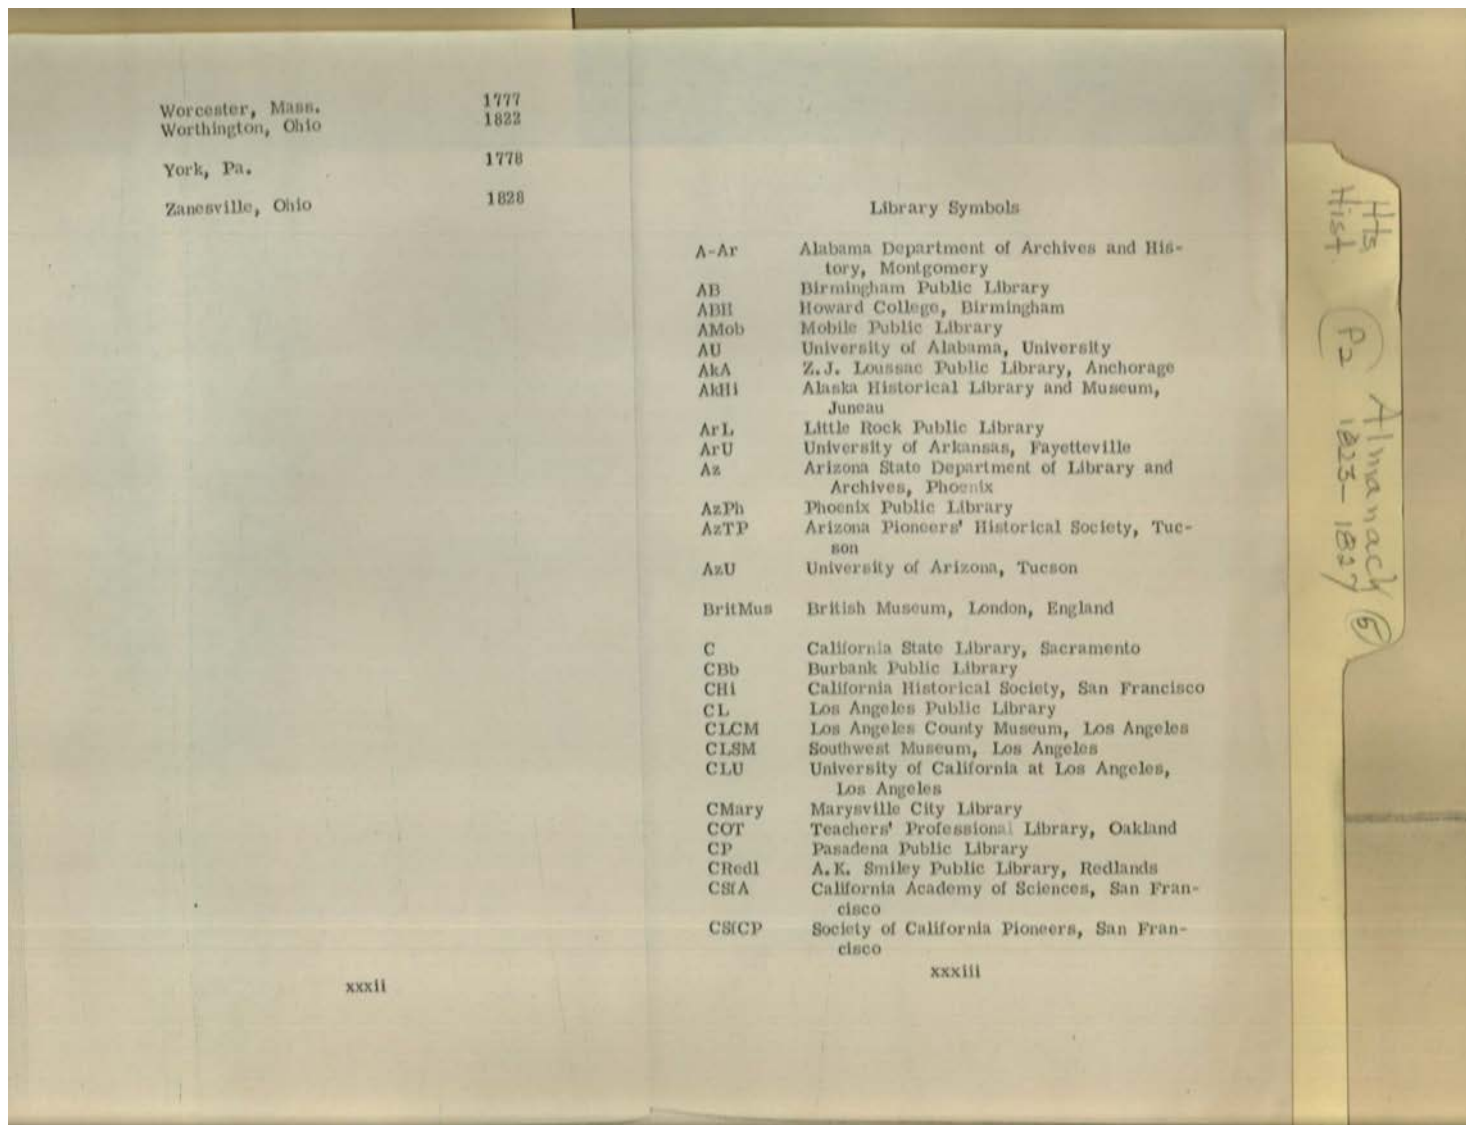 Worcester, Mass. 1777
Worthington, Ohio 1822
York, Pa. 1778
Zanesville, Ohio 1828
xxxii
Library Symbols
A-Ar Alabama Department of Archives and His-
tory, Montgomery
AB Birmingham Public Library
ABH Howard College, Birmingham
AMob Mobile Public Library
AU University of Alabama, University
AkA Z.J. Loussac Public Library, Anchorage
AkHi Alaska Historical Library and Museum,
Juneau
ArL Little Rock Public Library
ArU University of Arkansas, Fayetteville
Az Arizona State Department of Library and
Archives, Phoenix
AzPh Phoenix Public Library
AzTP Arizona Pioneers' Historical Society, Tuc-
son
AzU University of Arizona, Tucson
BritMus British Museum, London, England
C California State Library, Sacramento
CBb Burbank Public Library
CHi California Historical Society, San Francisco
CL Los Angeles Public Library
CLCM Los Angeles County Museum, Los Angeles
CLSM Southwest Museum, Los Angeles
CLU University of California at Los Angeles,
Los Angeles
CMary Marysville City Library
COT Teachers' Professional Library, Oakland
CP Pasadena Public Library
CRedl A.K. Smiley Public Library, Redlands
CSfA California Academy of Sciences, San Fran-
cisco
CSfCP Society of California Pioneers, San Fran-
cisco
xxxiii
Hts Almanach 5
Hist P2 1823-1827